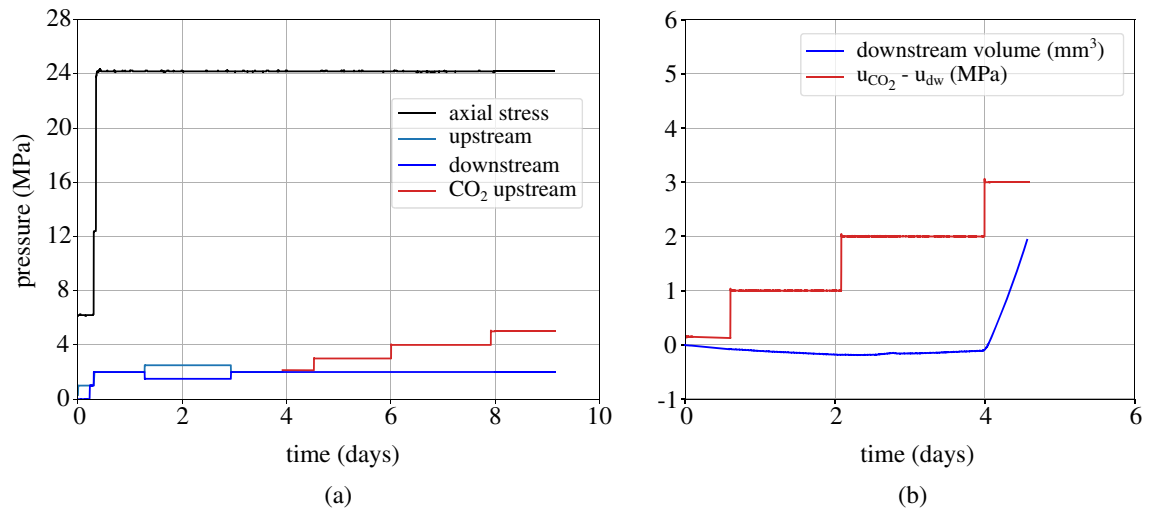 28
24
20
16
12
8
4
0
pressure (MPa)
axial stress
upstream
downstream
CO₂ upstream
0 2 4 6 8 10
time (days)
(a)
6
5
4
3
2
1
0
-1
downstream volume (mm³)
u_CO₂ - u_dw (MPa)
0 2 4 6
time (days)
(b)